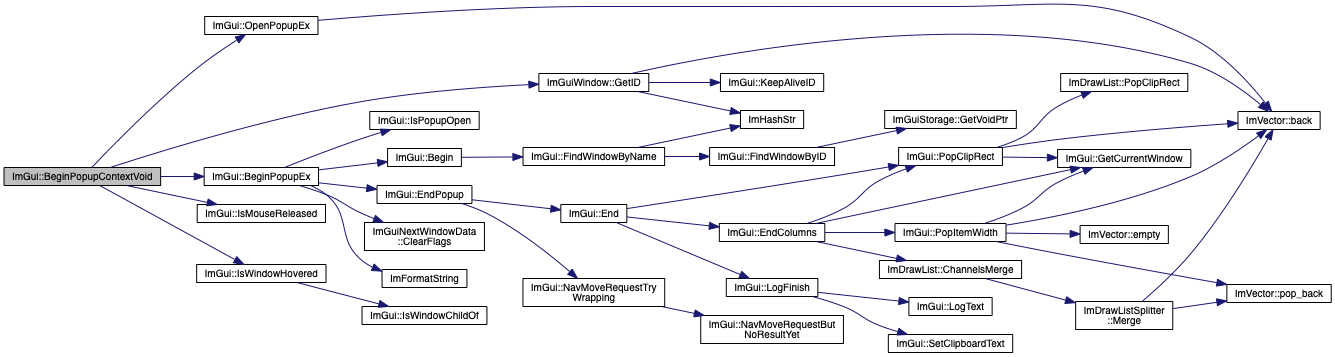 ImGui::OpenPopupEx
ImGuiWindow::GetID
ImGui::KeepAliveID
ImDrawList::PopClipRect
ImGui::IsPopupOpen
ImHashStr
ImGuiStorage::GetVoidPtr
ImVector::back
ImGui::Begin
ImGui::FindWindowByName
ImGui::FindWindowByID
ImGui::PopClipRect
ImGui::GetCurrentWindow
ImGui::BeginPopupContextVoid
ImGui::BeginPopupEx
ImGui::EndPopup
ImGui::IsMouseReleased
ImGui::End
ImGuiNextWindowData
::ClearFlags
ImGui::EndColumns
ImGui::PopItemWidth
ImVector::empty
ImGui::IsWindowHovered
ImFormatString
ImDrawList::ChannelsMerge
ImGui::NavMoveRequestTry
Wrapping
ImGui::LogFinish
ImVector::pop_back
ImGui::IsWindowChildOf
ImGui::LogText
ImDrawListSplitter
::Merge
ImGui::NavMoveRequestBut
NoResultYet
ImGui::SetClipboardText